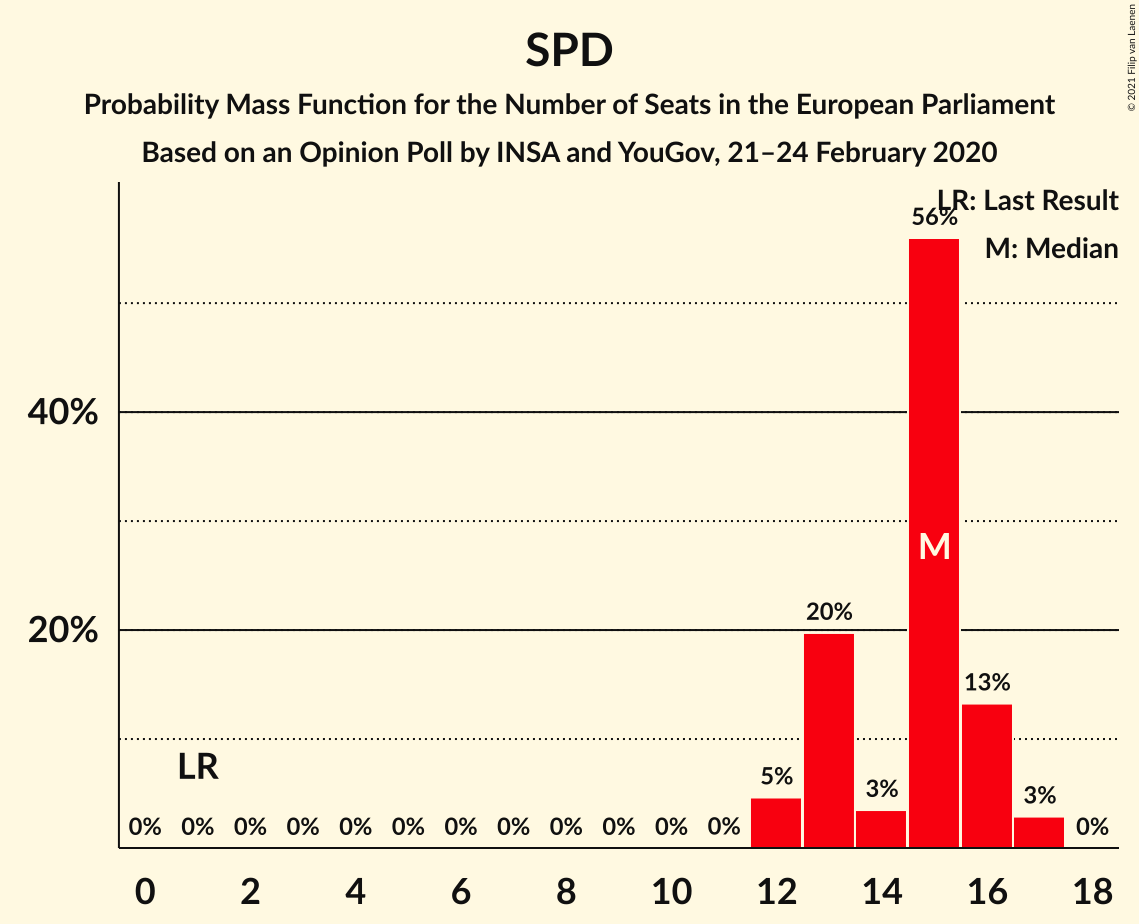 SPD
Probability Mass Function for the Number of Seats in the European Parliament
Based on an Opinion Poll by INSA and YouGov, 21–24 February 2020
© 2021 Filip van Laenen
LR: Last Result
M: Median
56%
40%
M
20%
20%
13%
LR
5%
3%
3%
0% 0% 0% 0% 0% 0% 0% 0% 0% 0% 0% 0% 0%
0 2 4 6 8 10 12 14 16 18